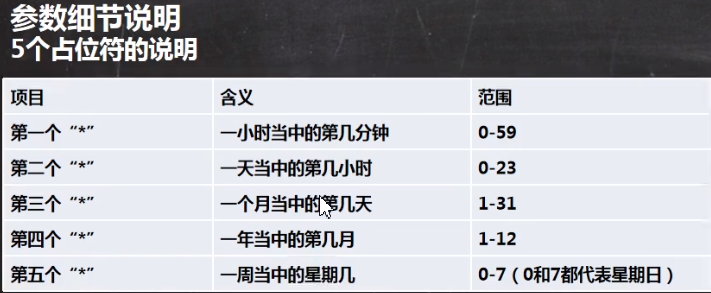 参数细节说明
5个占位符的说明
项目 含义 范围
第一个“*” 一小时当中的第几分钟 0-59
第二个“*” 一天当中的第几小时 0-23
第三个“*” 一个月当中的第几天 1-31
第四个“*” 一年当中的第几月 1-12
第五个“*” 一周当中的星期几 0-7（0和7都代表星期日）